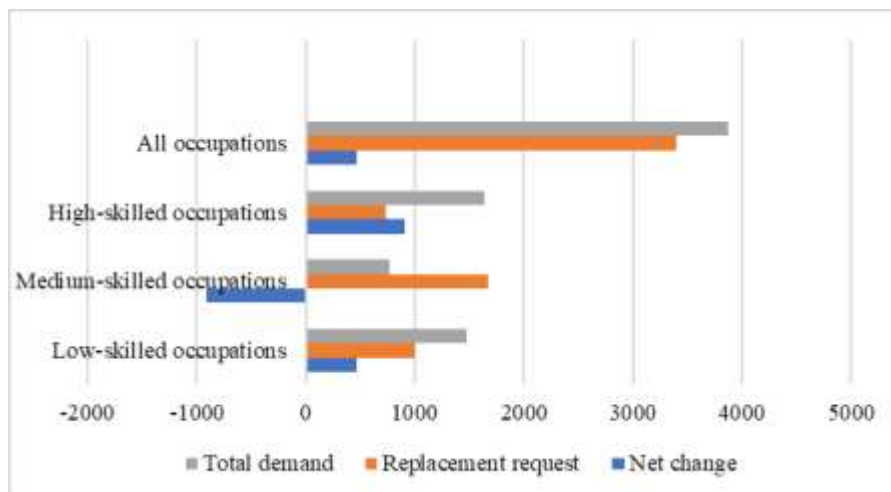 All occupations
High-skilled occupations
Medium-skilled occupations
Low-skilled occupations
-2000 -1000 0 1000 2000 3000 4000 5000
Total demand Replacement request Net change